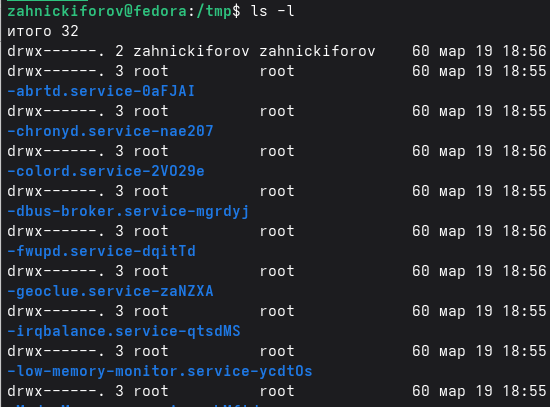 zahnickiforov@fedora:/tmp$ ls -l
итого 32
drwx------. 2 zahnickiforov zahnickiforov    60 мар 19 18:56
drwx------. 3 root          root             60 мар 19 18:55
-abrtd.service-0aFJAI
drwx------. 3 root          root             60 мар 19 18:55
-chronyd.service-nae207
drwx------. 3 root          root             60 мар 19 18:56
-colord.service-2VO29e
drwx------. 3 root          root             60 мар 19 18:55
-dbus-broker.service-mgrdyj
drwx------. 3 root          root             60 мар 19 18:56
-fwupd.service-dqitTd
drwx------. 3 root          root             60 мар 19 18:55
-geoclue.service-zaNZXA
drwx------. 3 root          root             60 мар 19 18:55
-irqbalance.service-qtsdMS
drwx------. 3 root          root             60 мар 19 18:55
-low-memory-monitor.service-ycdtOs
drwx------. 3 root          root             60 мар 19 18:55